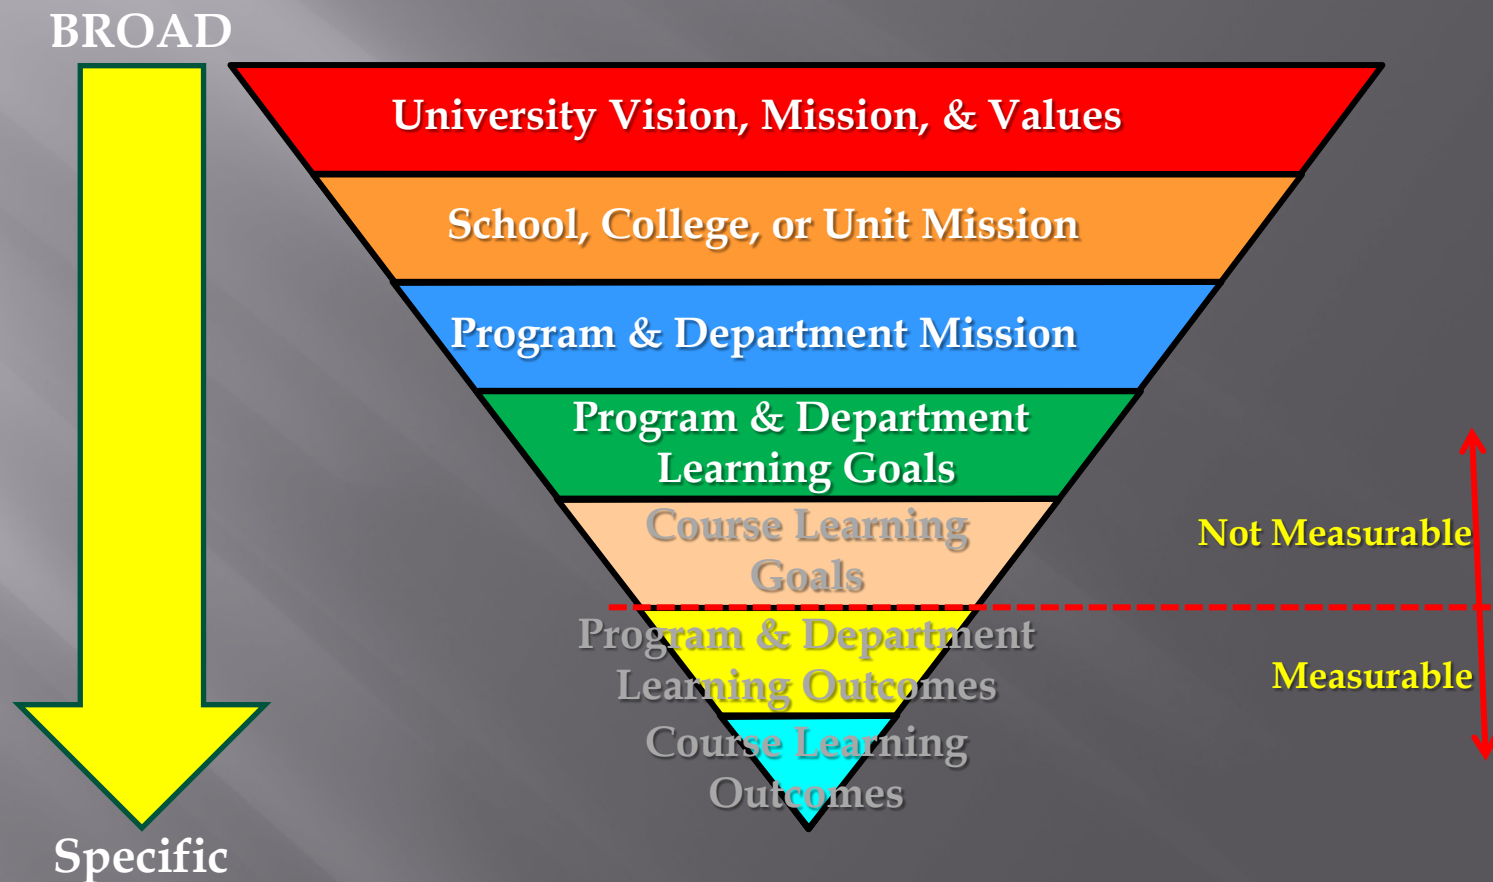 BROAD
University Vision, Mission, & Values
School, College, or Unit Mission
Program & Department Mission
Program & Department
Learning Goals
Course Learning
Goals
Not Measurable
Program & Department
Learning Outcomes
Measurable
Course Learning
Outcomes
Specific